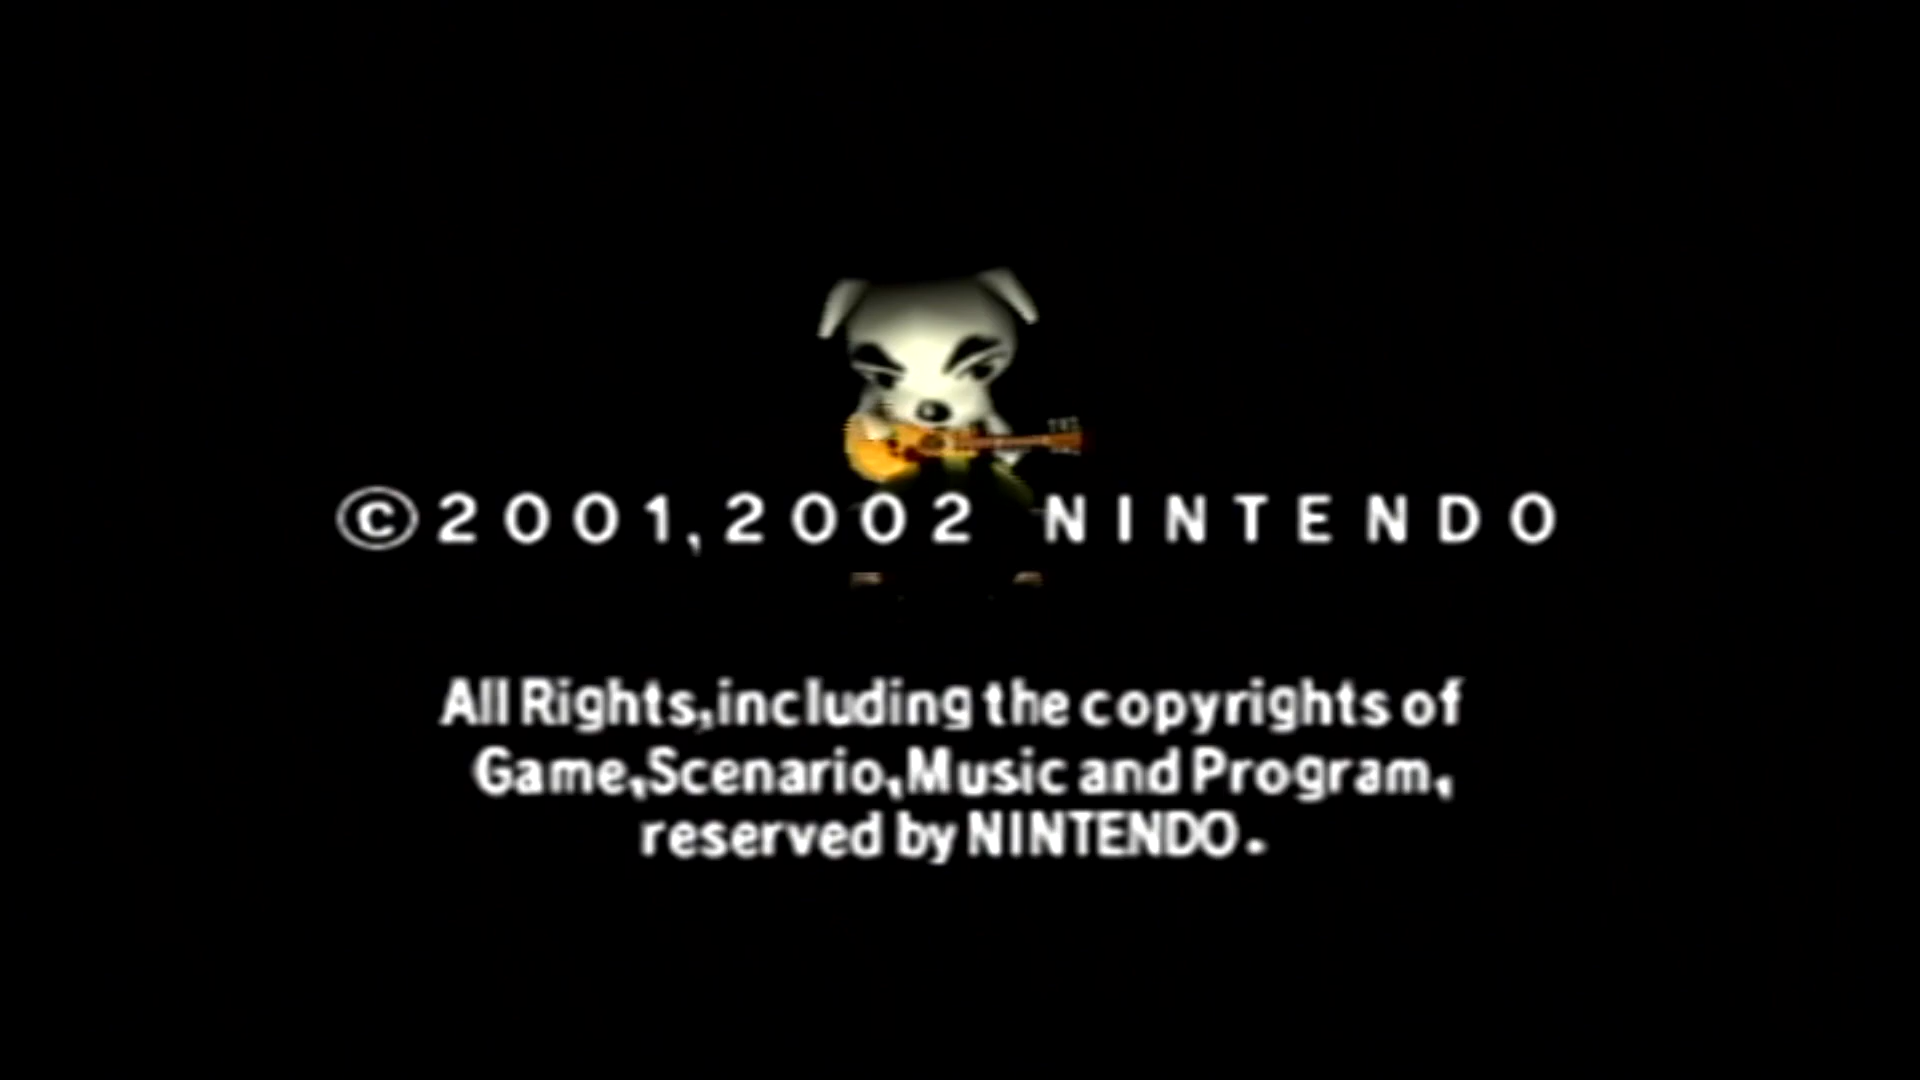 ©2001,2002 NINTENDO
All Rights,including the copyrights of
Game,Scenario,Music and Program,
reserved by NINTENDO.